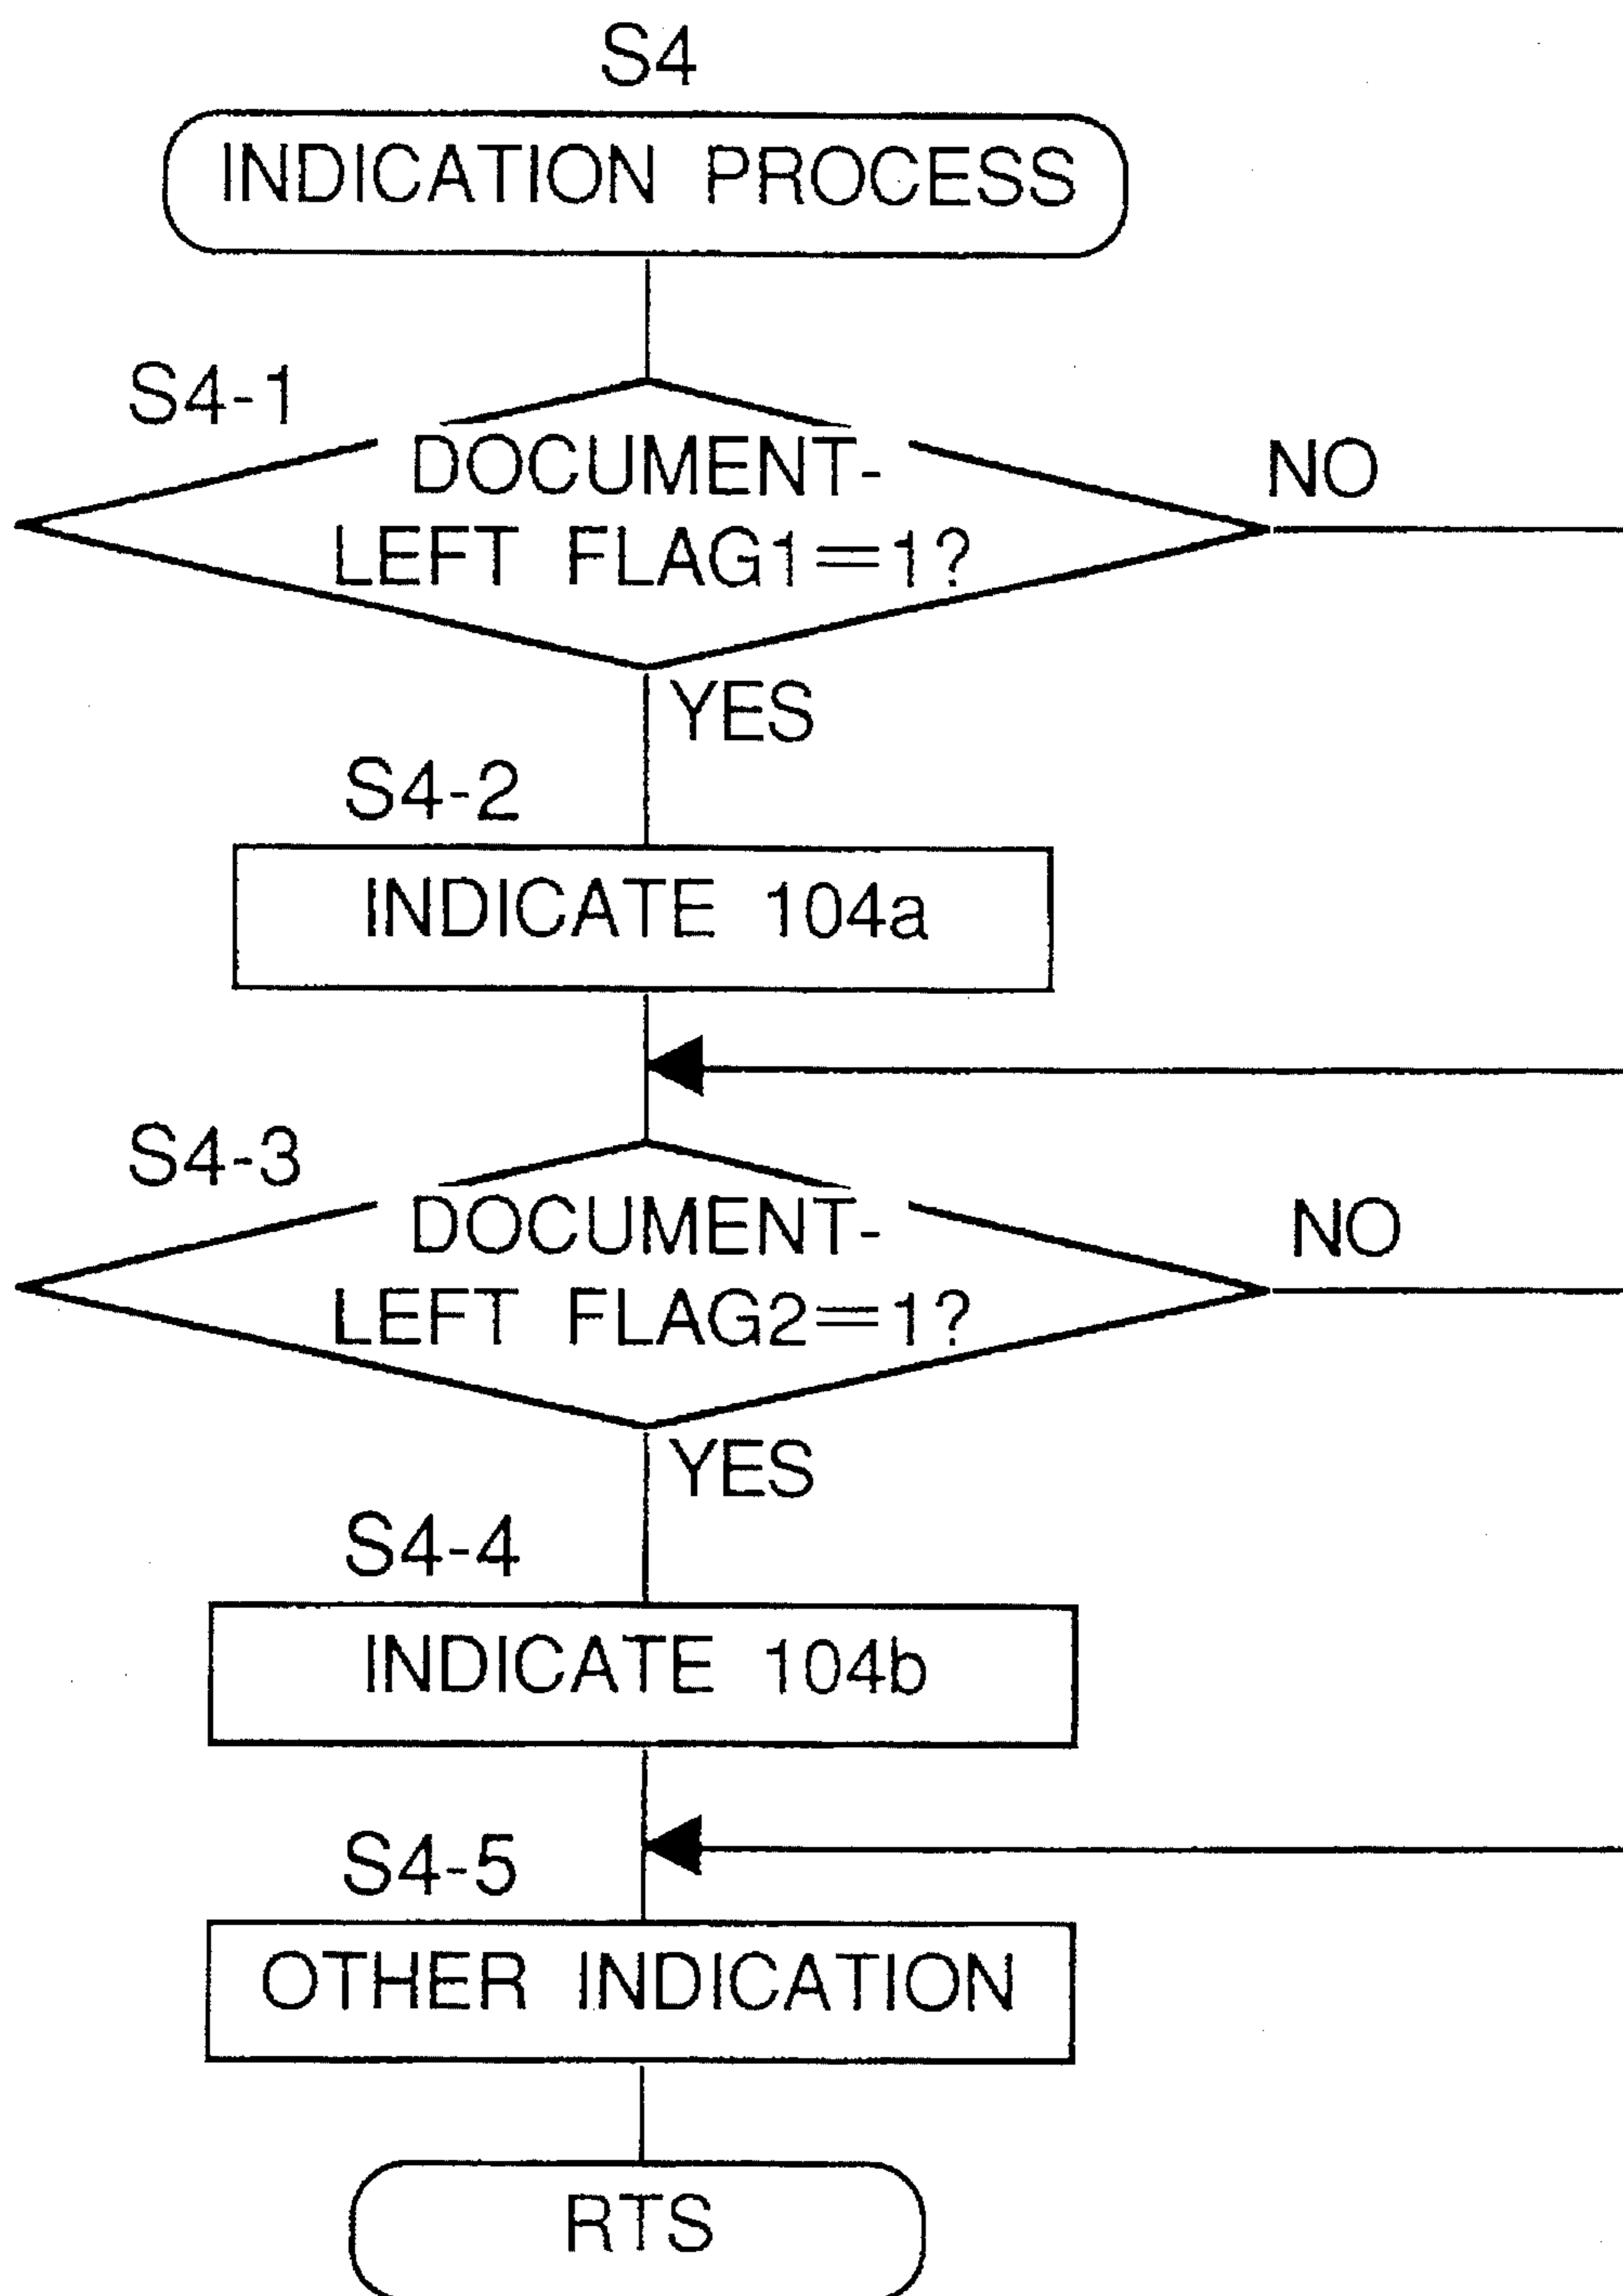 S4
INDICATION PROCESS
S4-1
DOCUMENT-
LEFT FLAG1=1?
NO
YES
S4-2
INDICATE 104a
S4-3
DOCUMENT-
LEFT FLAG2=1?
NO
YES
S4-4
INDICATE 104b
S4-5
OTHER INDICATION
RTS